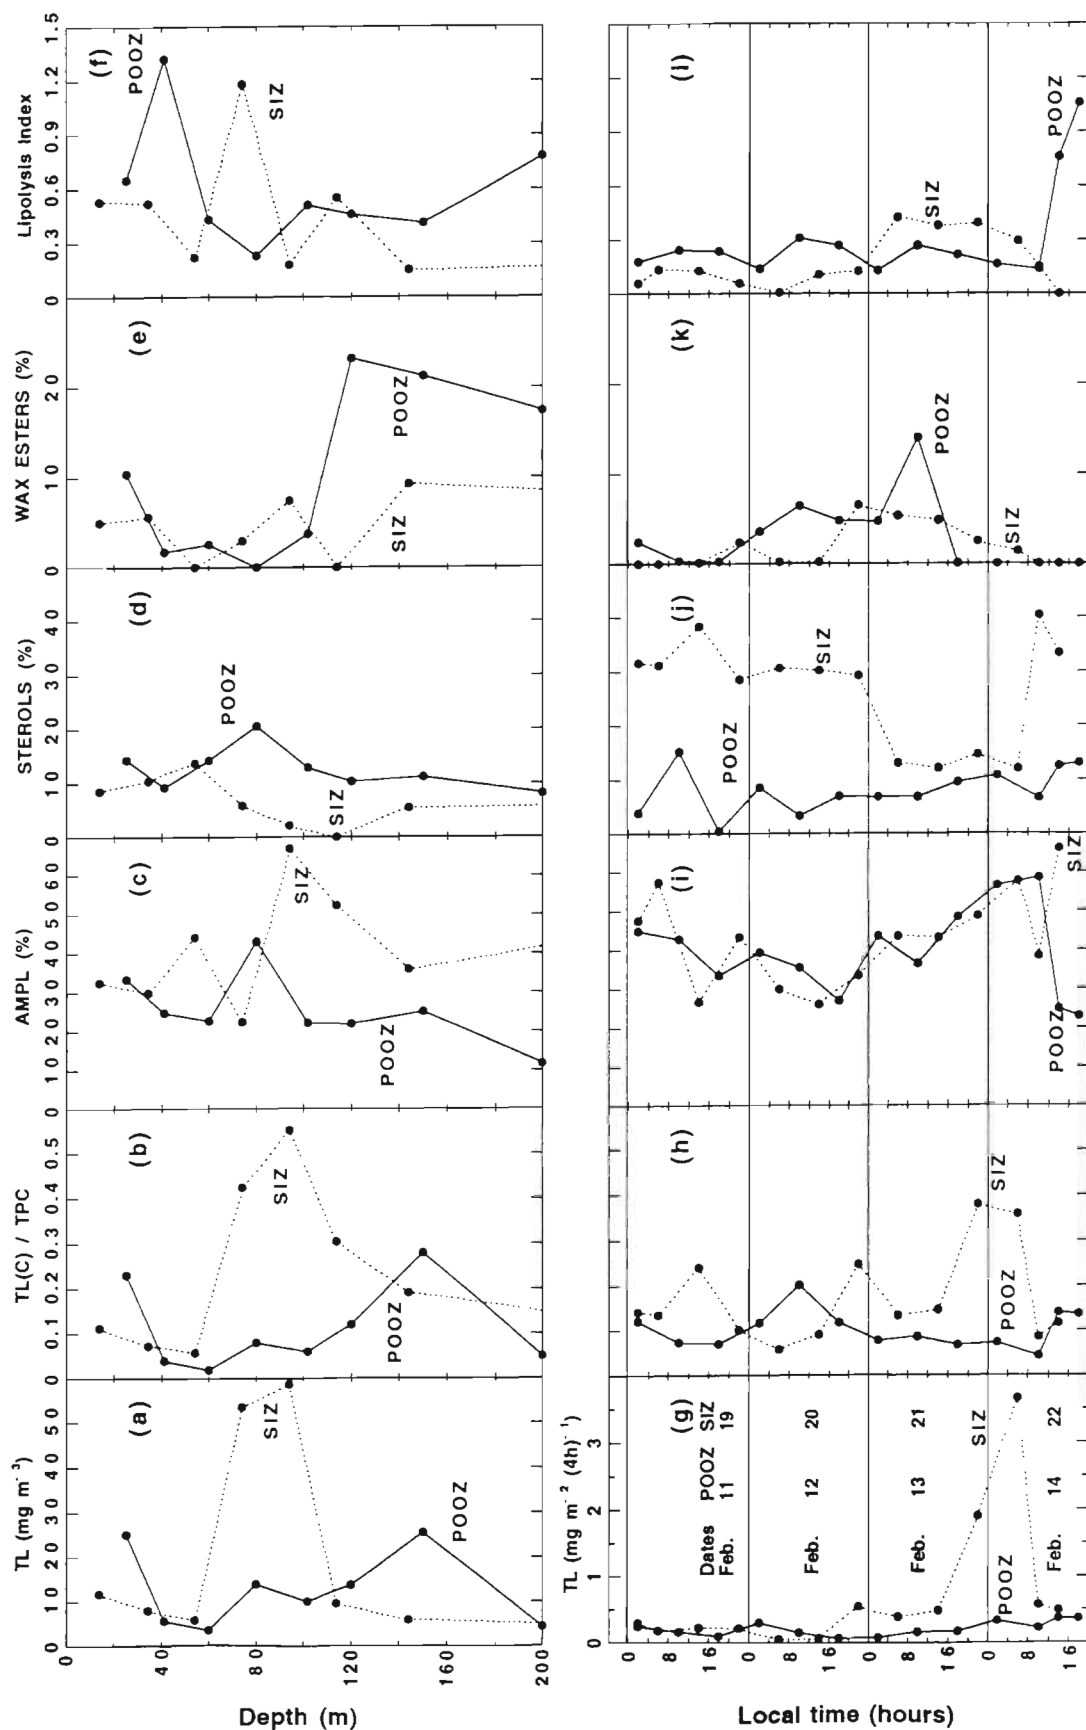 TL (mg m⁻³)
0 10 20 30 40 50
TL(C) / TPC
0 0.1 0.2 0.3 0.4 0.5
AMPL (%)
0 10 20 30 40 50 60
STEROLS (%)
0 10 20 30 40
WAX ESTERS (%)
0 10 20
Lipolysis Index
0 0.3 0.6 0.9 1.2 1.5
Depth (m)
0
40
80
120
160
200
(a)
SIZ
POOZ
(b)
SIZ
POOZ
(c)
SIZ
POOZ
(d)
POOZ
SIZ
(e)
POOZ
SIZ
(f)
POOZ
SIZ
TL (mg m⁻² (4h)⁻¹)
0 1 2 3
Local time (hours)
0
8
16
0
8
16
0
8
16
0
8
16
(g)
Dates POOZ SIZ
Feb. 11 19
Feb. 12 20
Feb. 13 21
Feb. 14 22
SIZ
POOZ
(h)
SIZ
POOZ
(i)
SIZ
POOZ
(j)
POOZ
SIZ
(k)
POOZ
SIZ
(l)
SIZ
POOZ